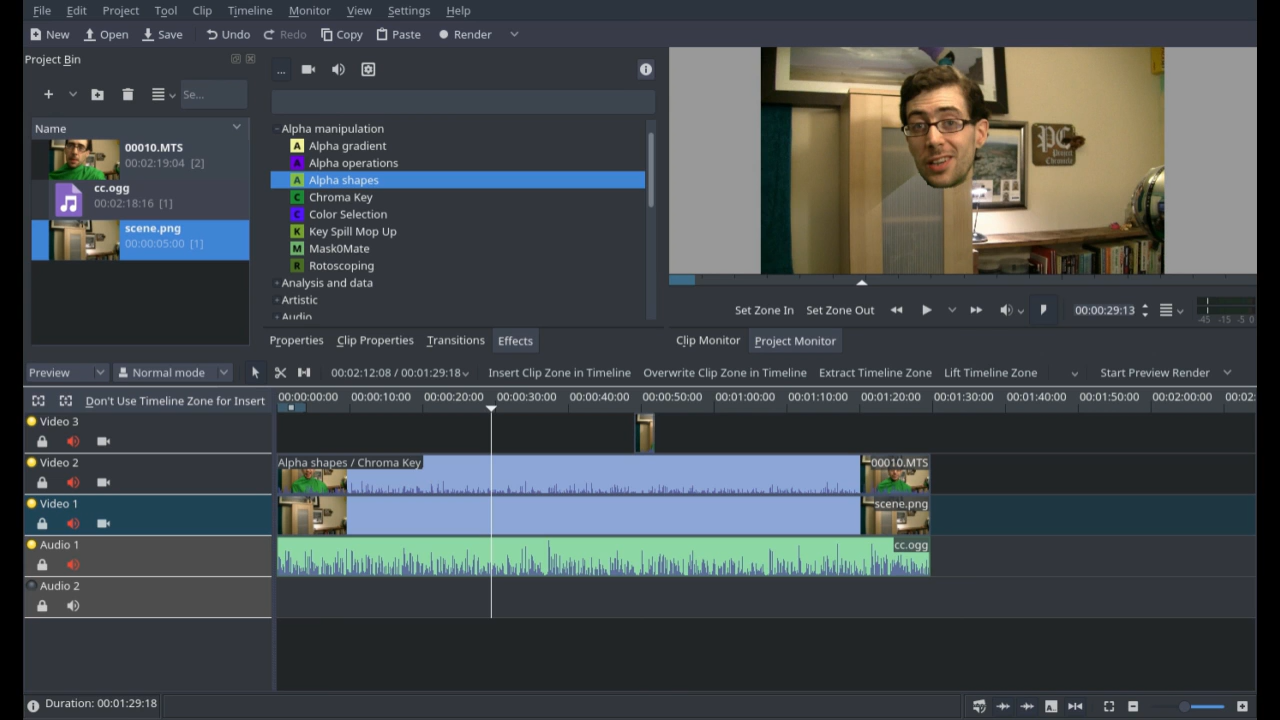 File Edit Project Tool Clip Timeline Monitor View Settings Help
New Open Save Undo Redo Copy Paste Render
Project Bin
Se...
Name
00010.MTS
00:02:19:04 [2]
cc.ogg
00:02:18:16 [1]
scene.png
00:00:05:00 [1]
...
Alpha manipulation
A Alpha gradient
A Alpha operations
A Alpha shapes
C Chroma Key
C Color Selection
K Key Spill Mop Up
M Mask0Mate
R Rotoscoping
Analysis and data
Artistic
Audio
Properties Clip Properties Transitions Effects
PC
Project
Chronicle
Set Zone In Set Zone Out 00:00:29:13
-45 -15 -5 0
Clip Monitor Project Monitor
Preview Normal mode 00:02:12:08 / 00:01:29:18 Insert Clip Zone in Timeline Overwrite Clip Zone in Timeline Extract Timeline Zone Lift Timeline Zone Start Preview Render
Don't Use Timeline Zone for Insert
00:00:00:00 00:00:10:00 00:00:20:00 00:00:30:00 00:00:40:00 00:00:50:00 00:01:00:00 00:01:10:00 00:01:20:00 00:01:30:00 00:01:40:00 00:01:50:00 00:02:00:00 00:02:
Video 3
Video 2
Alpha shapes / Chroma Key 00010.MTS
Video 1
scene.png
Audio 1
cc.ogg
Audio 2
Duration: 00:01:29:18